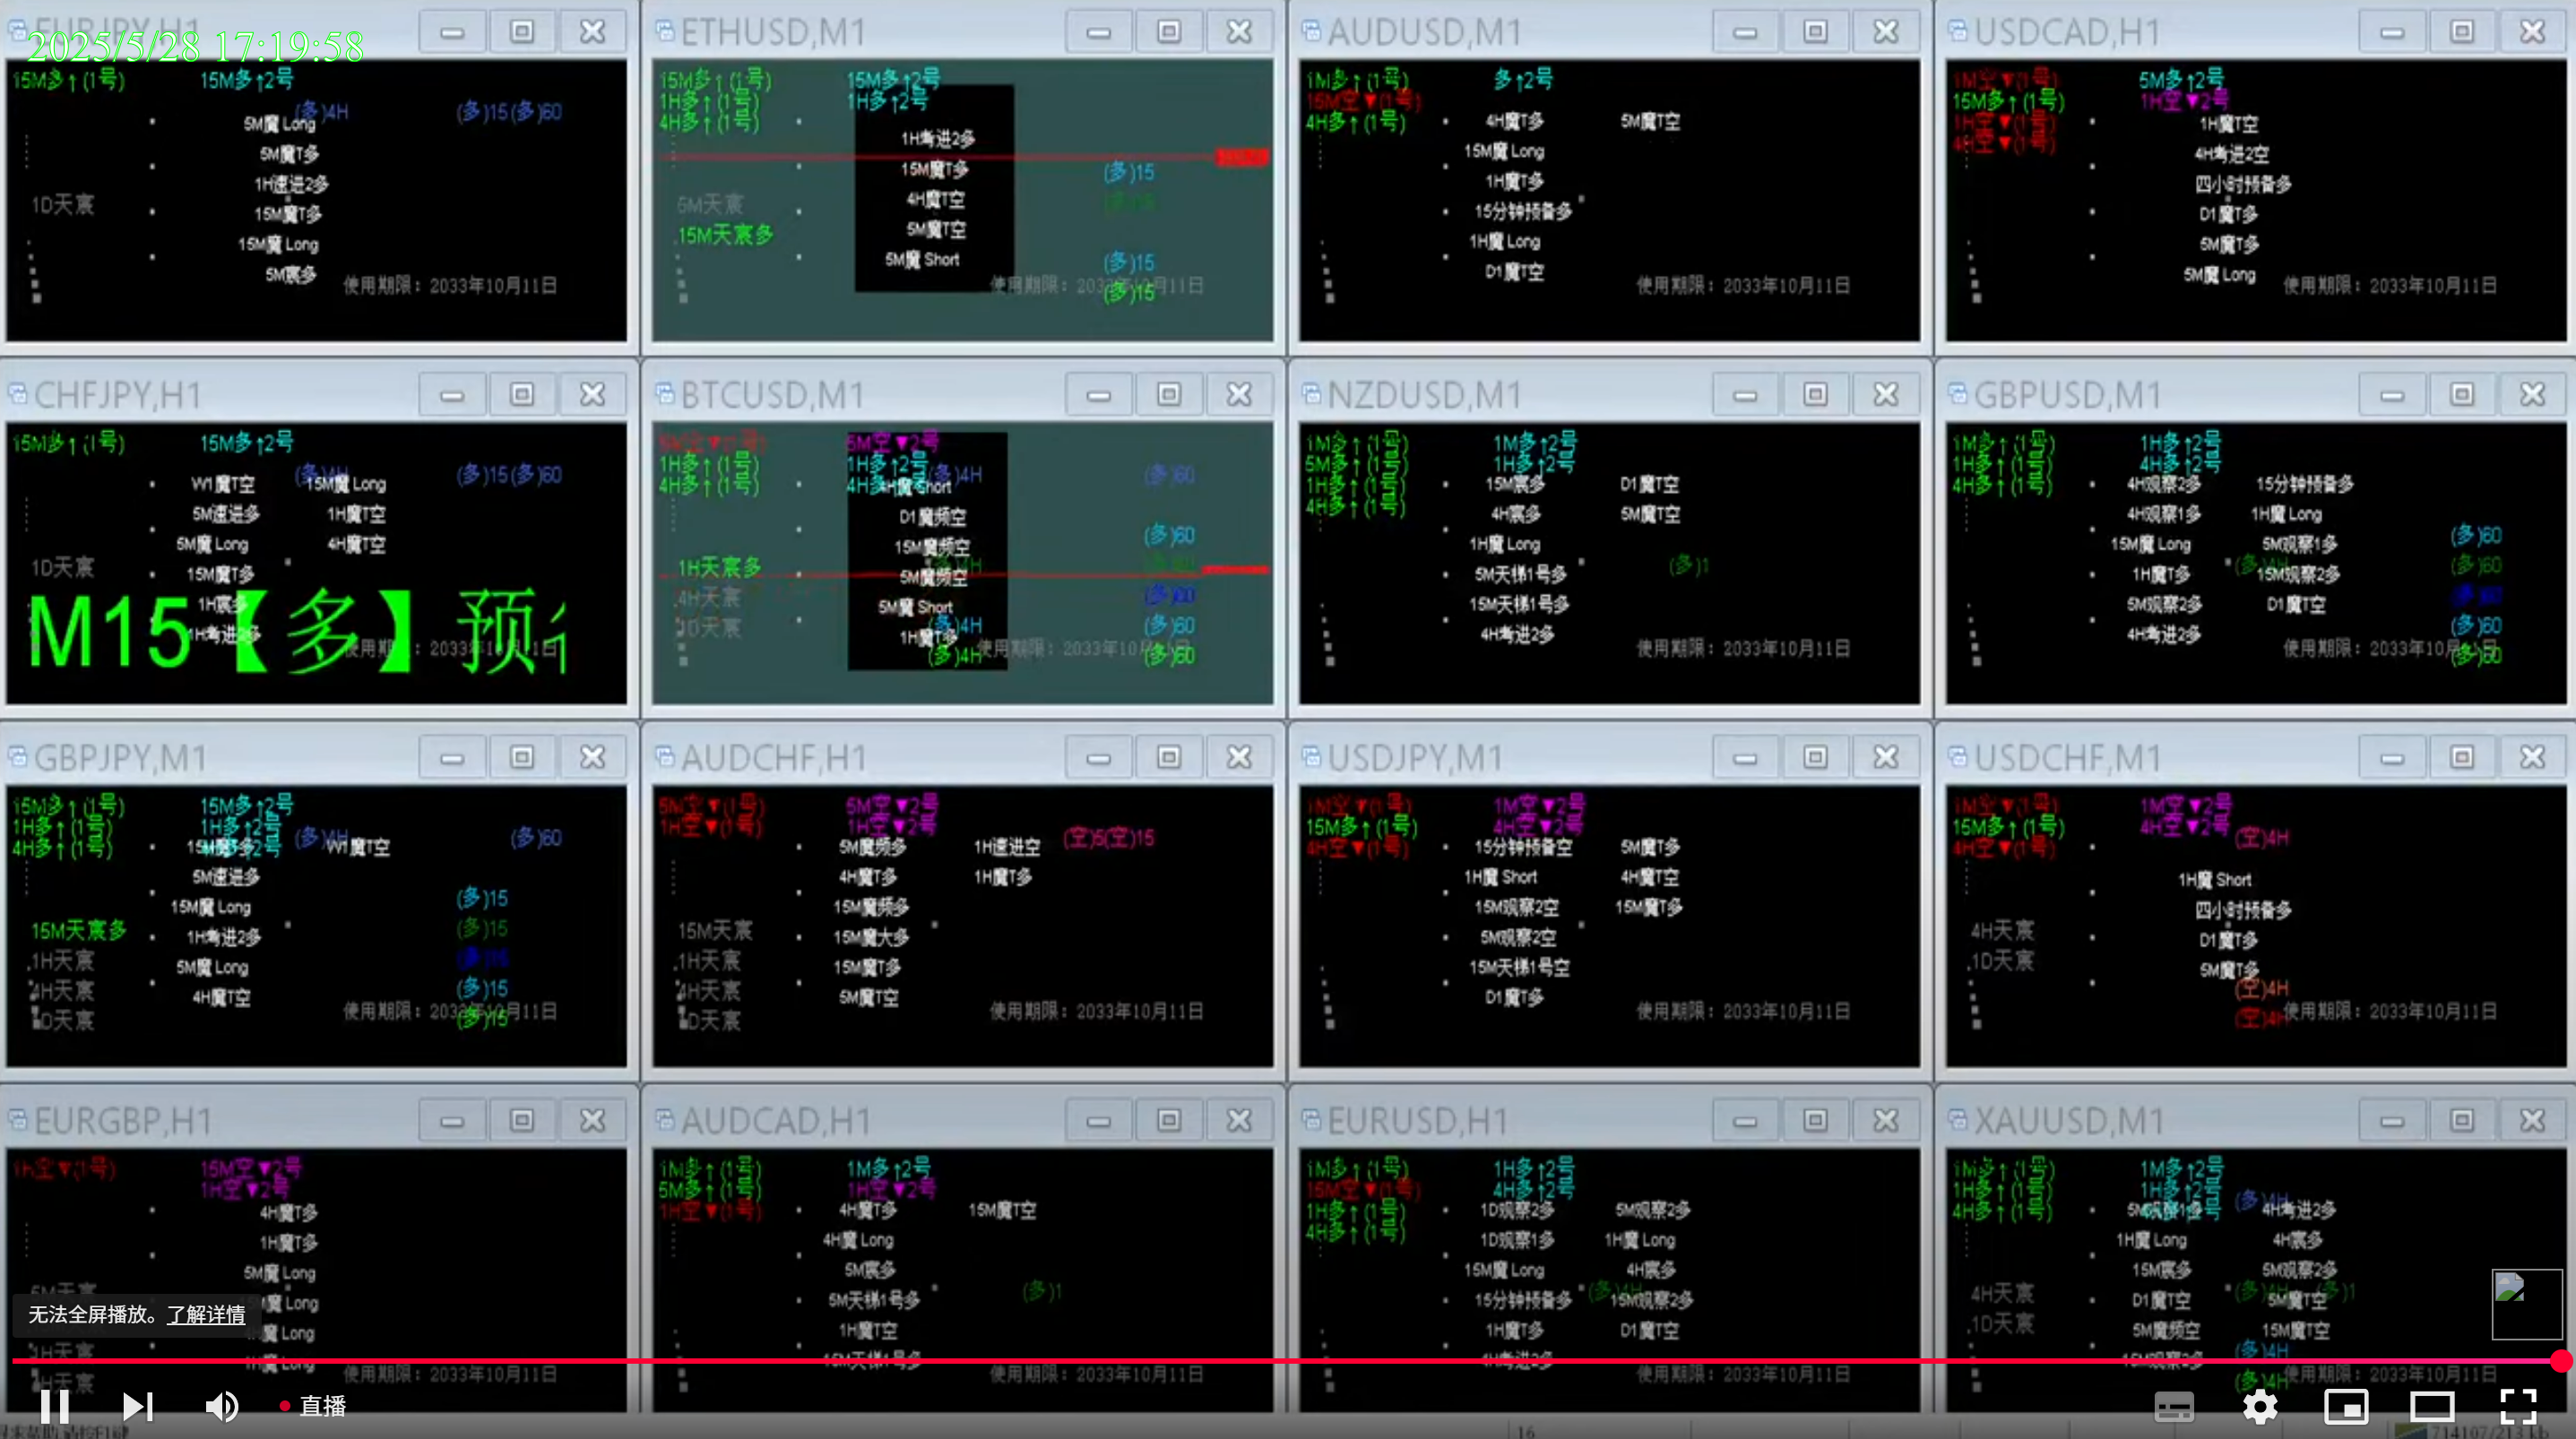 EURJPY,H1
2025/5/28 17:19:58
15M多↑(1号)
15M多↑2号
(多)4H
(多)15(多)60
5M魔 Long
5M魔T多
1H速进2多
1D天宸
15M魔T多
15M魔 Long
5M宸多
使用期限：2033年10月11日
ETHUSD,M1
15M多↑(1号)
15M多↑2号
1H多↑(1号)
1H多↑2号
4H多↑(1号)
1H考进2多
15M魔T多
(多)15
4H魔T空
5M天宸
5M魔T空
15M天宸多
5M魔 Short
(多)15
使用期限：2033年10月11日
(多)15
AUDUSD,M1
1M多↑(1号)
多↑2号
15M空▼(1号)
4H多↑(1号)
4H魔T多
5M魔T空
15M魔 Long
1H魔T多
15分钟预备多
1H魔 Long
D1魔T空
使用期限：2033年10月11日
USDCAD,H1
1M空▼(1号)
5M多↑2号
15M多↑(1号)
1H空▼2号
1H空▼(1号)
4H空▼(1号)
1H魔T空
4H考进2空
四小时预备多
D1魔T多
5M魔T多
5M魔 Long
使用期限：2033年10月11日
CHFJPY,H1
15M多↑(1号)
15M多↑2号
(多)4H
(多)15(多)60
W1魔T空
15M魔 Long
5M速进多
1H魔T空
5M魔 Long
4H魔T空
1D天宸
15M魔T多
1H宸多
1H考进2多
M15【多】预
使用期限：2033年10月11日
BTCUSD,M1
5M空▼2号
1H多↑(1号)
1H多↑2号
4H多↑(1号)
4H多↑2号
(多)4H
(多)60
4H魔 Short
D1魔频空
(多)60
15M魔频空
1H天宸多
5M魔频空
4H天宸
5M魔 Short
1D天宸
1H魔T多
(多)4H
(多)60
(多)4H
(多)60
使用期限：2033年10月11日
NZDUSD,M1
1M多↑(1号)
1M多↑2号
5M多↑(1号)
1H多↑2号
1H多↑(1号)
4H多↑(1号)
15M宸多
D1魔T空
4H宸多
5M魔T空
1H魔 Long
(多)1
5M天梯1号多
15M天梯1号多
4H考进2多
使用期限：2033年10月11日
GBPUSD,M1
1M多↑(1号)
1H多↑2号
1H多↑(1号)
4H多↑2号
4H多↑(1号)
4H观察2多
15分钟预备多
4H观察1多
1H魔 Long
15M魔 Long
5M观察1多
(多)60
1H魔T多
15M观察2多
(多)60
5M观察2多
D1魔T空
4H考进2多
(多)60
(多)60
使用期限：2033年10月11日
GBPJPY,M1
15M多↑(1号)
15M多↑2号
1H多↑(1号)
1H多↑2号
4H多↑(1号)
(多)4H
(多)60
W1魔T空
5M速进多
15M魔 Long
(多)15
15M天宸多
1H考进2多
(多)15
1H天宸
5M魔 Long
(多)15
4H天宸
4H魔T空
(多)15
1D天宸
(多)15
使用期限：2033年10月11日
AUDCHF,H1
5M空▼(1号)
5M空▼2号
1H空▼(1号)
1H空▼2号
5M魔频多
1H速进空
(空)5(空)15
4H魔T多
1H魔T多
15M魔频多
15M天宸
15M魔大多
1H天宸
15M魔T多
4H天宸
5M魔T空
1D天宸
使用期限：2033年10月11日
USDJPY,M1
1M空▼(1号)
1M空▼2号
15M多↑(1号)
4H空▼2号
4H空▼(1号)
15分钟预备空
5M魔T多
1H魔 Short
4H魔T空
15M观察2空
15M魔T多
5M观察2空
15M天梯1号空
D1魔T多
使用期限：2033年10月11日
USDCHF,M1
1M空▼(1号)
1M空▼2号
15M多↑(1号)
4H空▼2号
4H空▼(1号)
(空)4H
1H魔 Short
四小时预备多
4H天宸
D1魔T多
1D天宸
5M魔T多
(空)4H
(空)4H
使用期限：2033年10月11日
EURGBP,H1
1H空▼(1号)
15M空▼2号
1H空▼2号
4H魔T多
1H魔T多
5M魔 Long
5M天宸
魔 Long
魔 Long
1H魔 Long
4H天宸
使用期限：2033年10月11日
AUDCAD,H1
1M多↑(1号)
1M多↑2号
5M多↑(1号)
1H空▼2号
1H空▼(1号)
4H魔T多
15M魔T空
4H魔 Long
5M宸多
5M天梯1号多
(多)1
1H魔T空
15M天梯1号多
使用期限：2033年10月11日
EURUSD,H1
1M多↑(1号)
1H多↑2号
15M空▼(1号)
4H多↑2号
1H多↑(1号)
4H多↑(1号)
1D观察2多
5M观察2多
1D观察1多
1H魔 Long
15M魔 Long
4H宸多
15分钟预备多
15M观察2多
1H魔T多
D1魔T空
4H考进2多
使用期限：2033年10月11日
XAUUSD,M1
1M多↑(1号)
1M多↑2号
1H多↑(1号)
1H多↑2号
4H多↑(1号)
(多)4H
5M观察1多
4H考进2多
1H魔 Long
4H宸多
15M宸多
5M观察2多
4H天宸
D1魔T空
5M魔T空
1D天宸
5M魔频空
15M魔T空
15M观察2多
(多)4H
(多)4H
使用期限：2033年10月11日
无法全屏播放。了解详情
直播
16
714107/213 kb